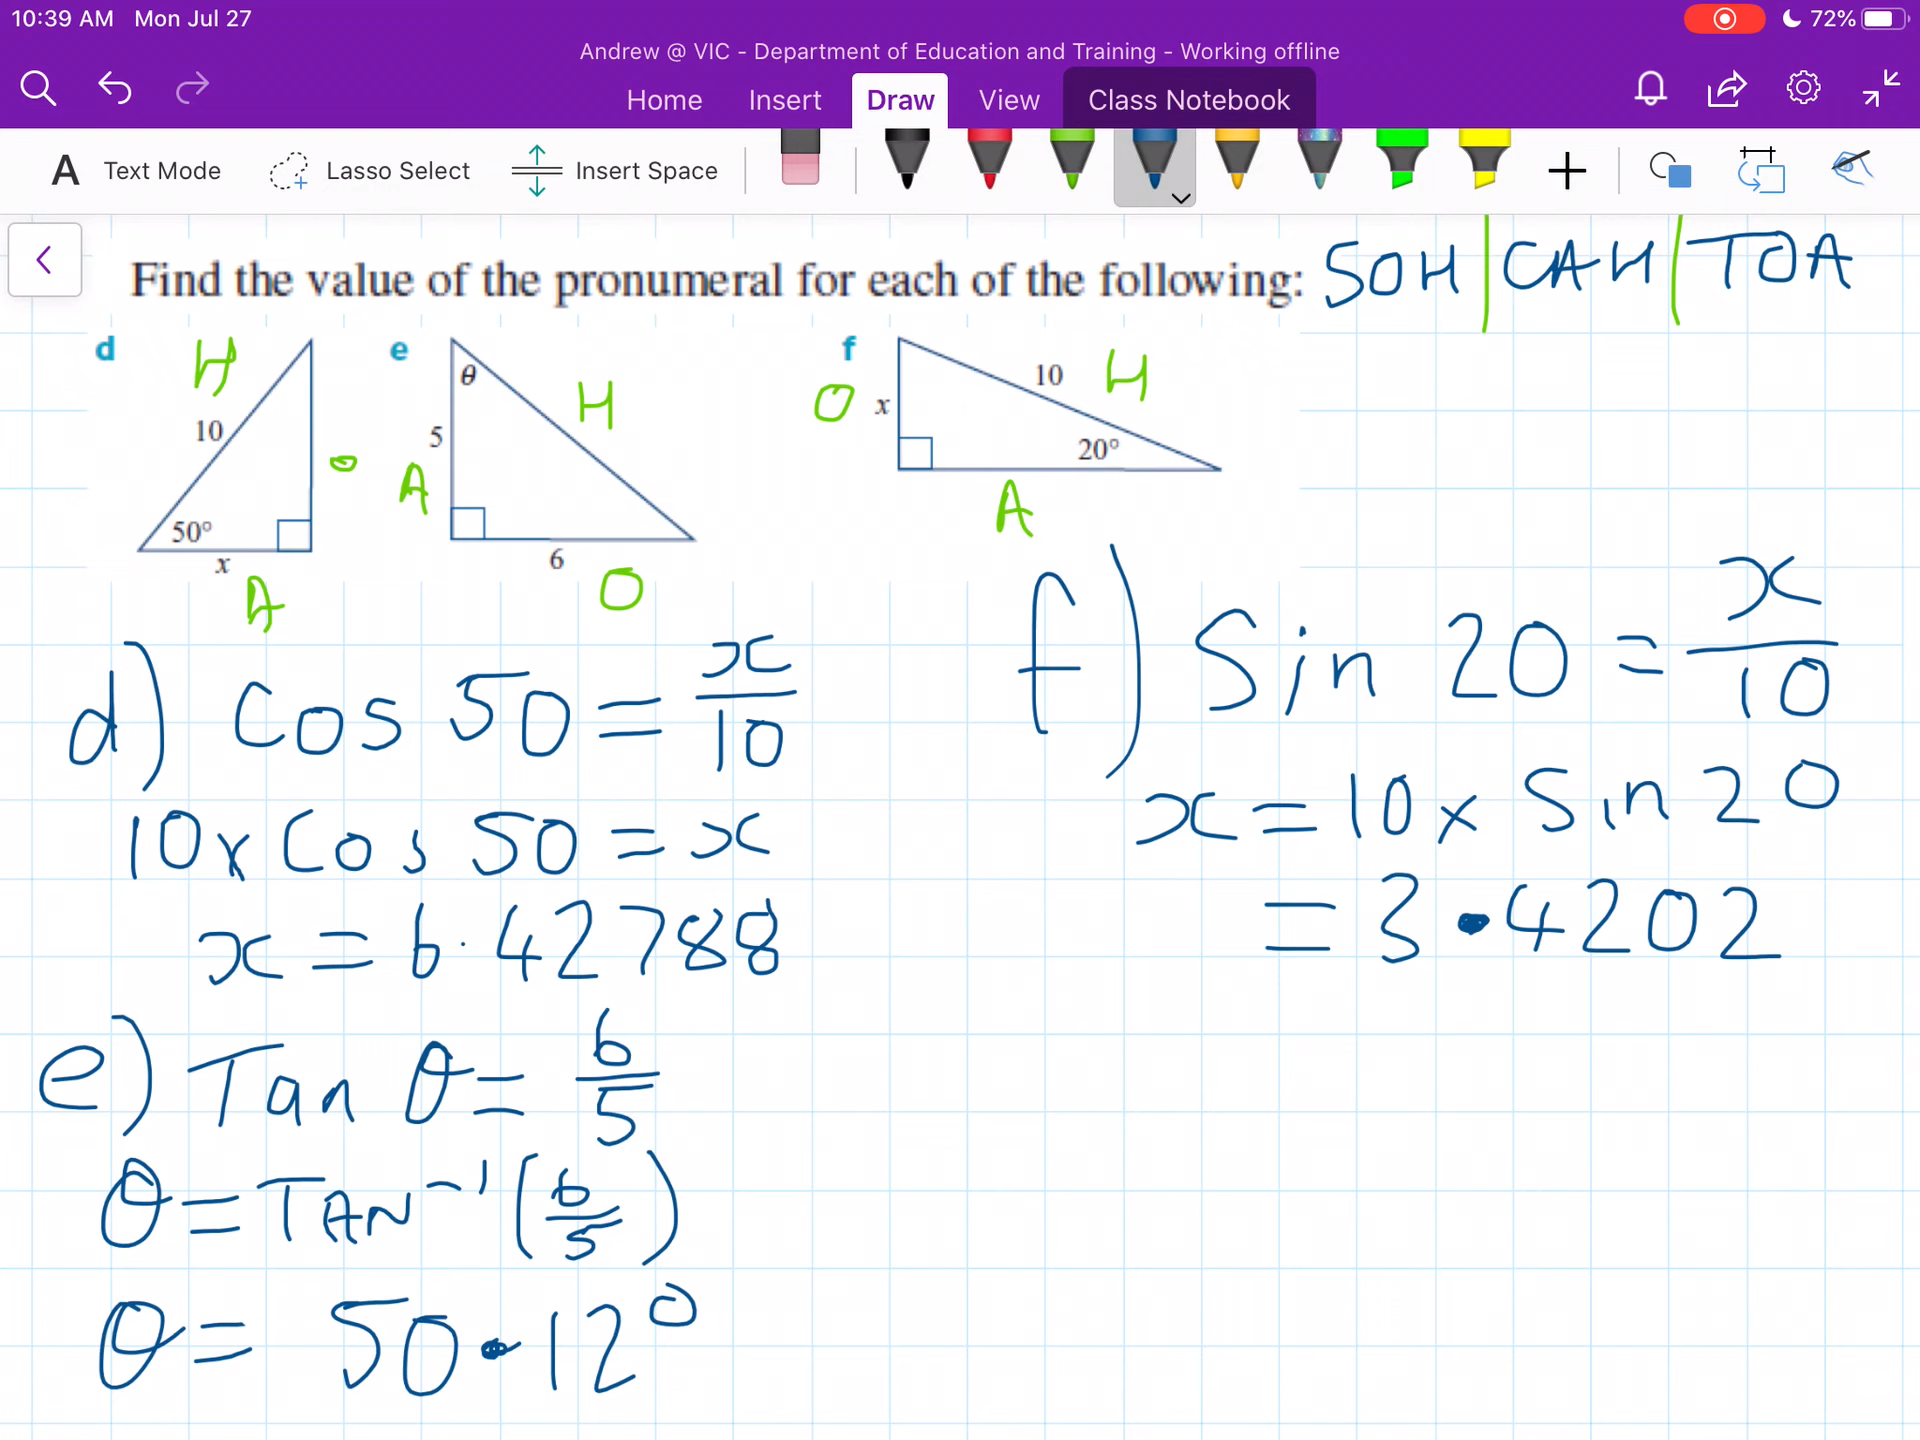 10:39 AM Mon Jul 27
72%
Andrew @ VIC - Department of Education and Training - Working offline
Home Insert Draw View Class Notebook
A Text Mode Lasso Select Insert Space
Find the value of the pronumeral for each of the following: SOH | CAH | TOA
d H 10 50° x A O
e θ H 5 A 6 O
f O x 10 H 20° A
d) Cos 50 = x/10
10 x Cos 50 = x
x = 6.42788
e) Tan θ = 6/5
θ = TAN⁻¹ (6/5)
θ = 50.12°
f) Sin 20 = x/10
x = 10 x Sin 20
= 3.4202